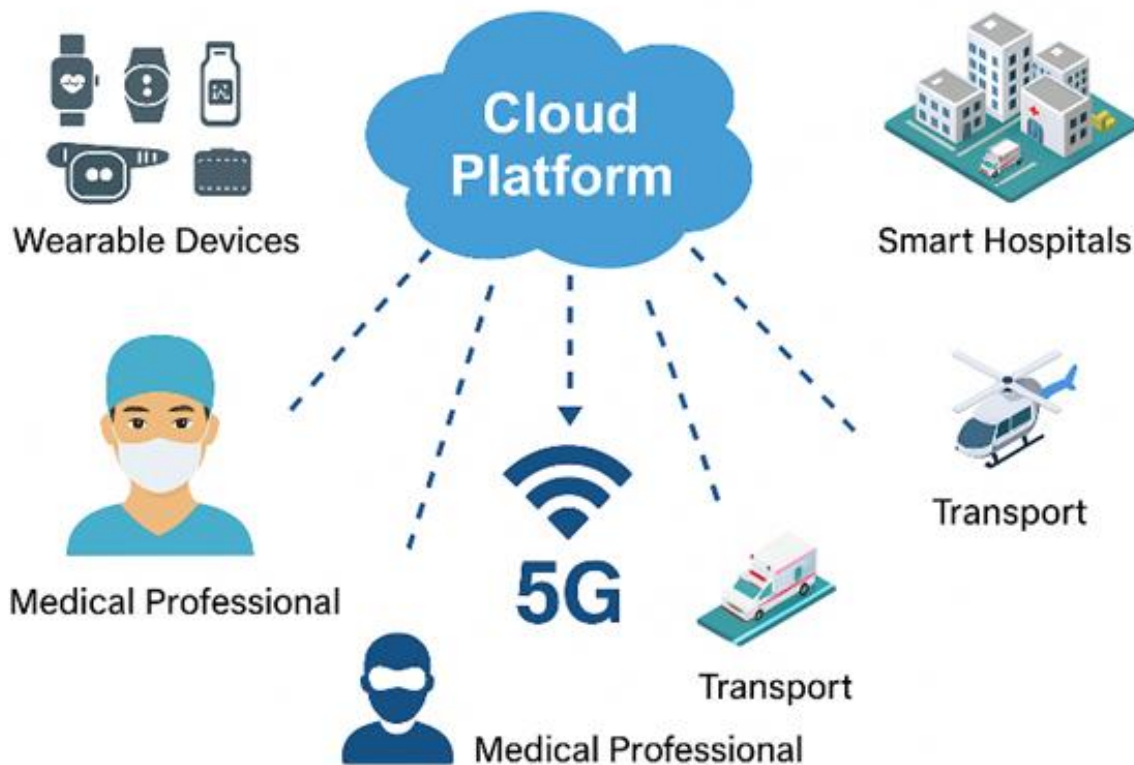 Cloud
Platform
Wearable Devices
Smart Hospitals
Medical Professional
5G
Transport
Transport
Medical Professional